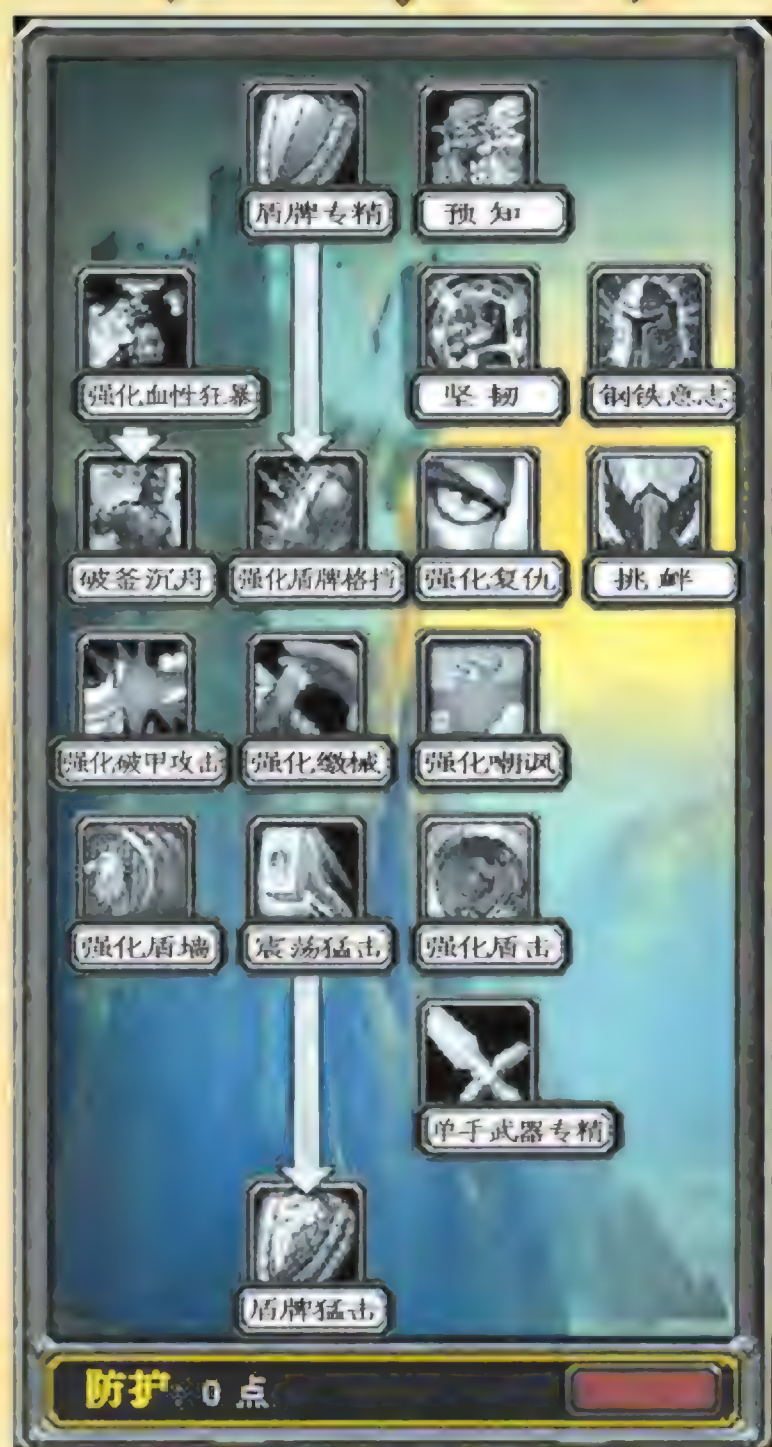 盾牌专精
预知
强化血性狂暴
坚韧
钢铁意志
破釜沉舟
强化盾牌格挡
强化复仇
挑衅
强化破甲攻击
强化缴械
强化嘲讽
强化盾墙
震荡猛击
强化盾击
单手武器专精
盾牌猛击
防护: 0 点